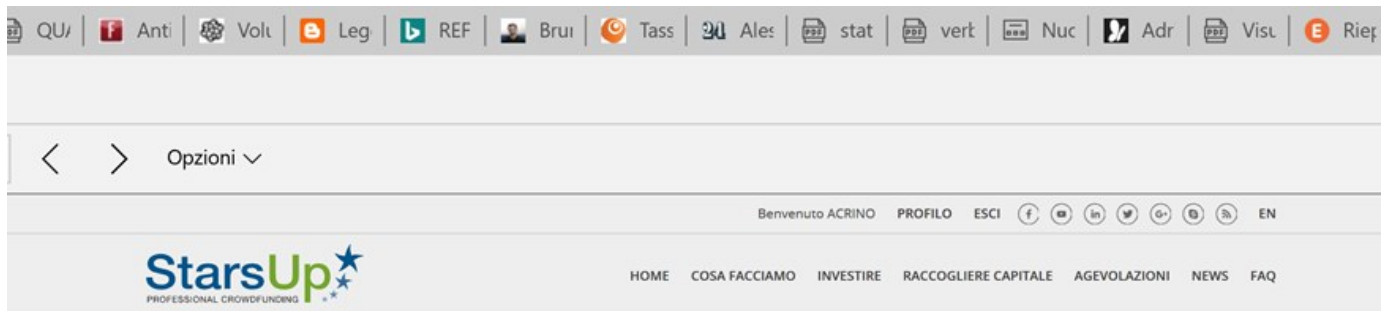 QU/ Anti Volu Leg REF Brui Tass Ales stat verb Nuc Adr Visu Riep
Opzioni
Benvenuto ACRINO PROFILO ESCI EN
StarsUp
PROFESSIONAL CROWDFUNDING
HOME COSA FACCIAMO INVESTIRE RACCOGLIERE CAPITALE AGEVOLAZIONI NEWS FAQ